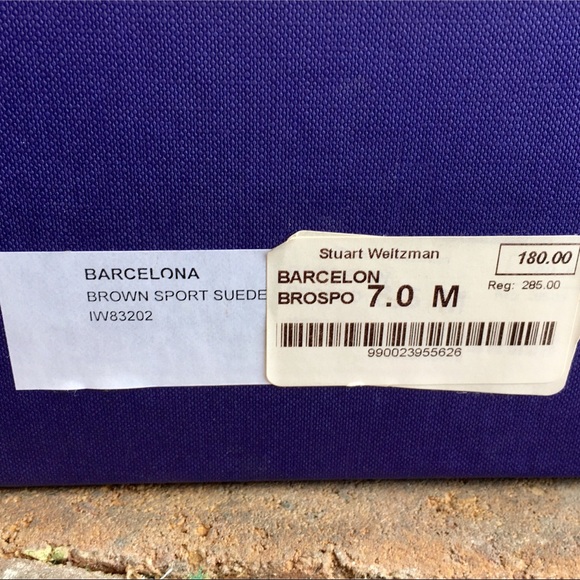 BARCELONA
BROWN SPORT SUEDE
IW83202
Stuart Weitzman
180.00
Reg: 285.00
BARCELON
BROSPO 7.0 M
990023955626